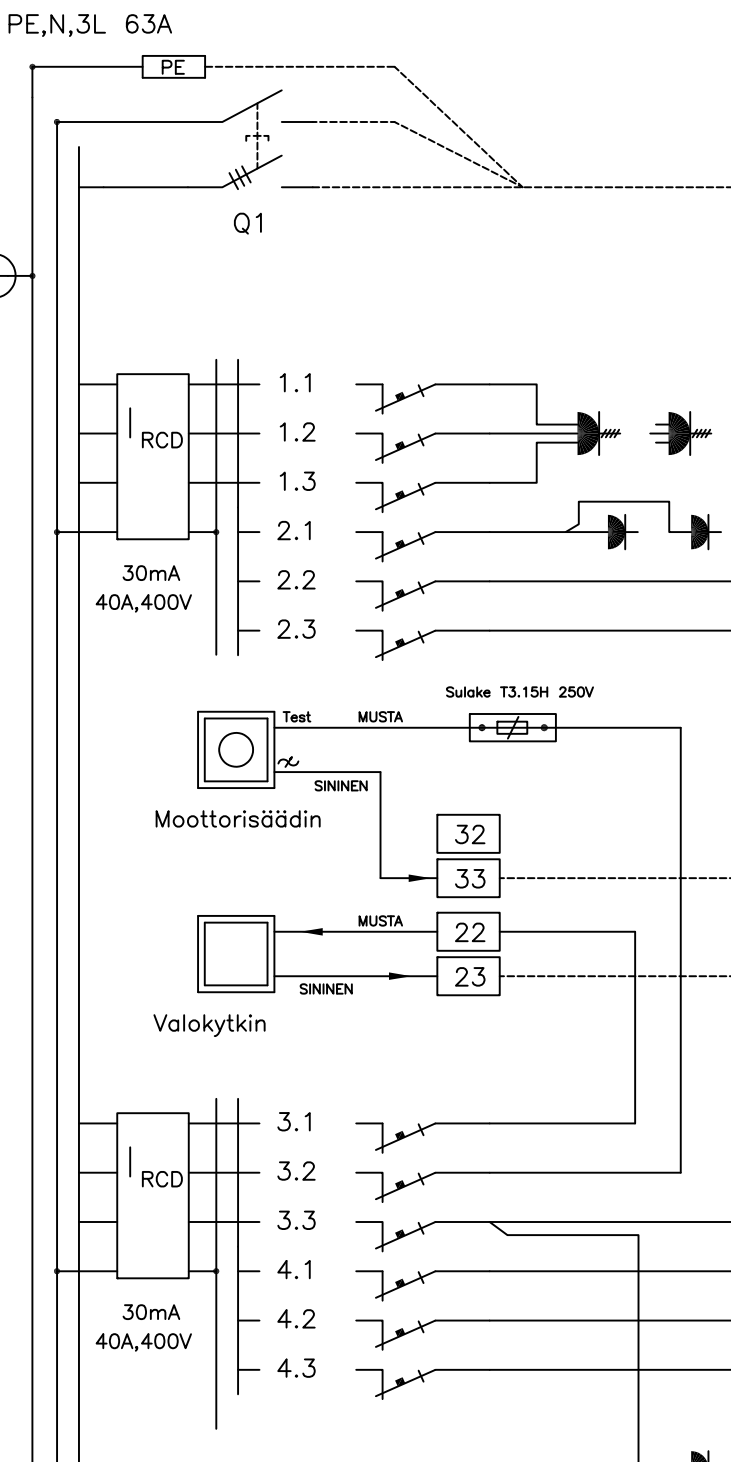 PE,N,3L 63A
PE
Q1
1.1
1.2
I RCD
1.3
2.1
30mA
2.2
40A,400V
2.3
Sulake T3.15H 250V
Test MUSTA
SININEN
Moottorisäädin
32
33
MUSTA
22
23
SININEN
Valokytkin
3.1
3.2
I RCD
3.3
4.1
30mA
4.2
40A,400V
4.3